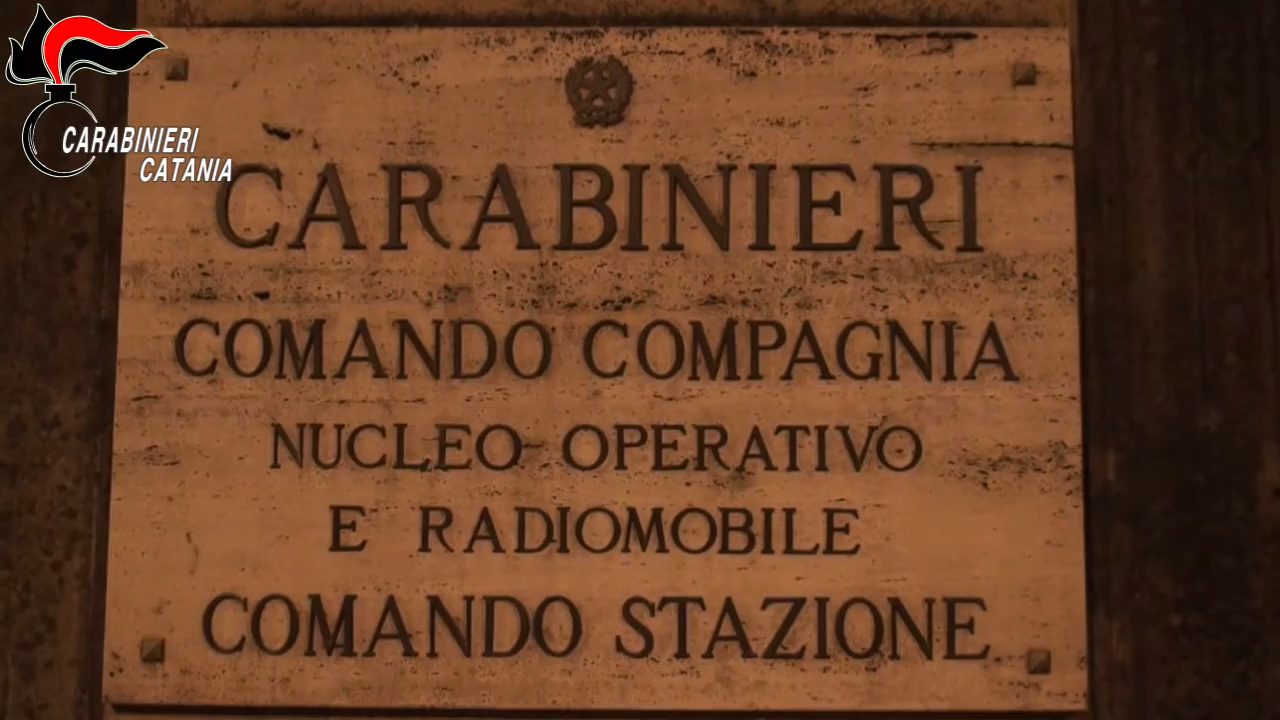 CARABINIERI
CATANIA
CARABINIERI
COMANDO COMPAGNIA
NUCLEO OPERATIVO
E RADIOMOBILE
COMANDO STAZIONE